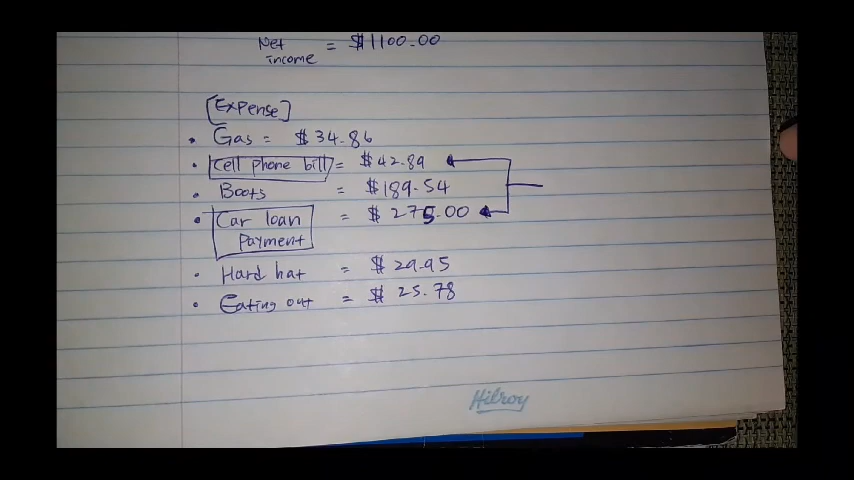 Net income = $1100.00
[Expense]
• Gas = $34.86
• Cell phone bill = $42.89
• Boots = $189.54
• Car loan Payment = $275.00
• Hard hat = $29.95
• Eating out = $25.78
Hilroy